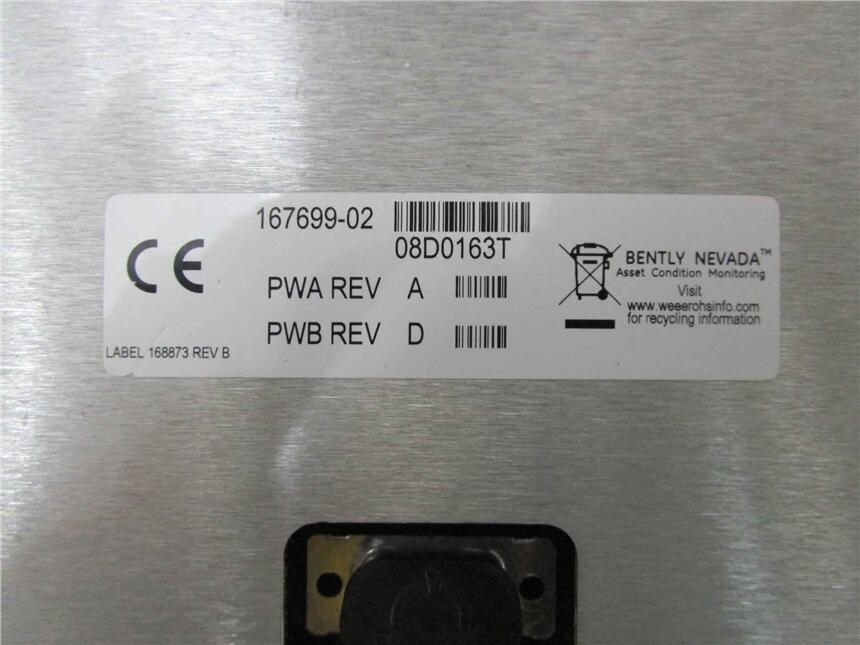 167699-02
08D0163T
PWA REV A
PWB REV D
LABEL 168873 REV B
CE
BENTLY NEVADA™
Asset Condition Monitoring
Visit
www.weeerohsinfo.com
for recycling information